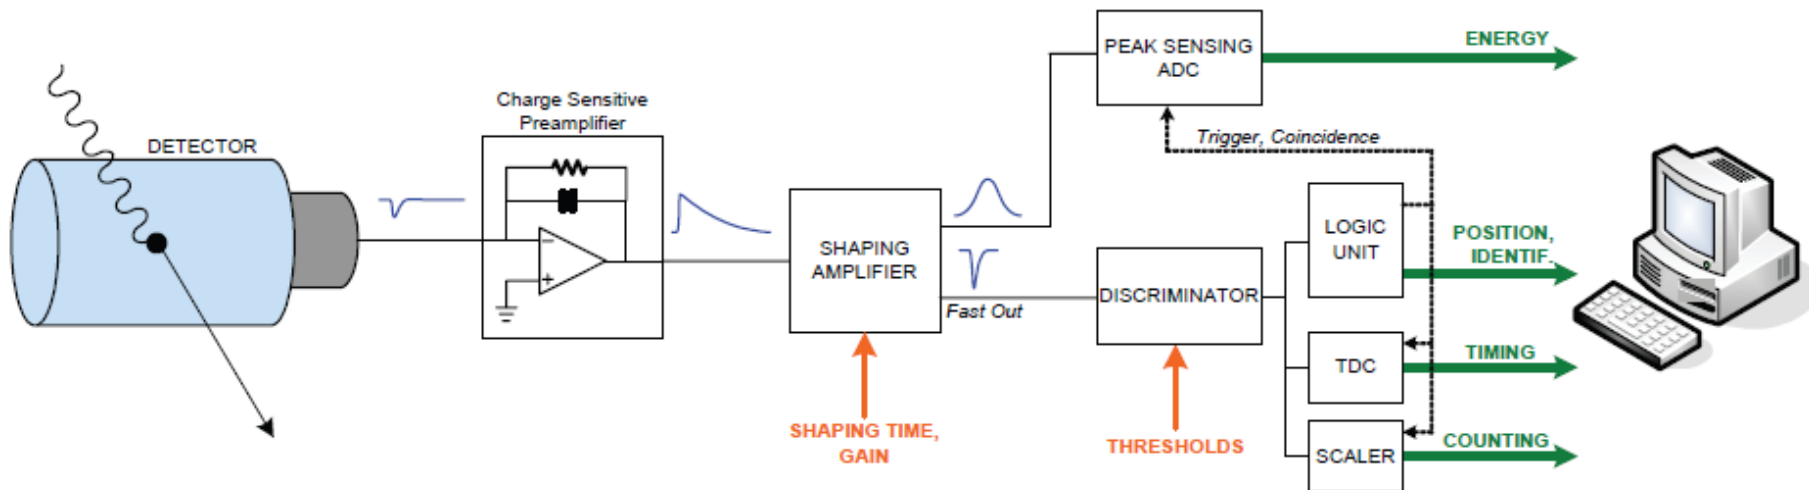 DETECTOR
Charge Sensitive
Preamplifier
SHAPING
AMPLIFIER
SHAPING TIME,
GAIN
Fast Out
PEAK SENSING
ADC
ENERGY
Trigger, Coincidence
DISCRIMINATOR
THRESHOLDS
LOGIC
UNIT
POSITION,
IDENTIF.
TDC
TIMING
SCALER
COUNTING